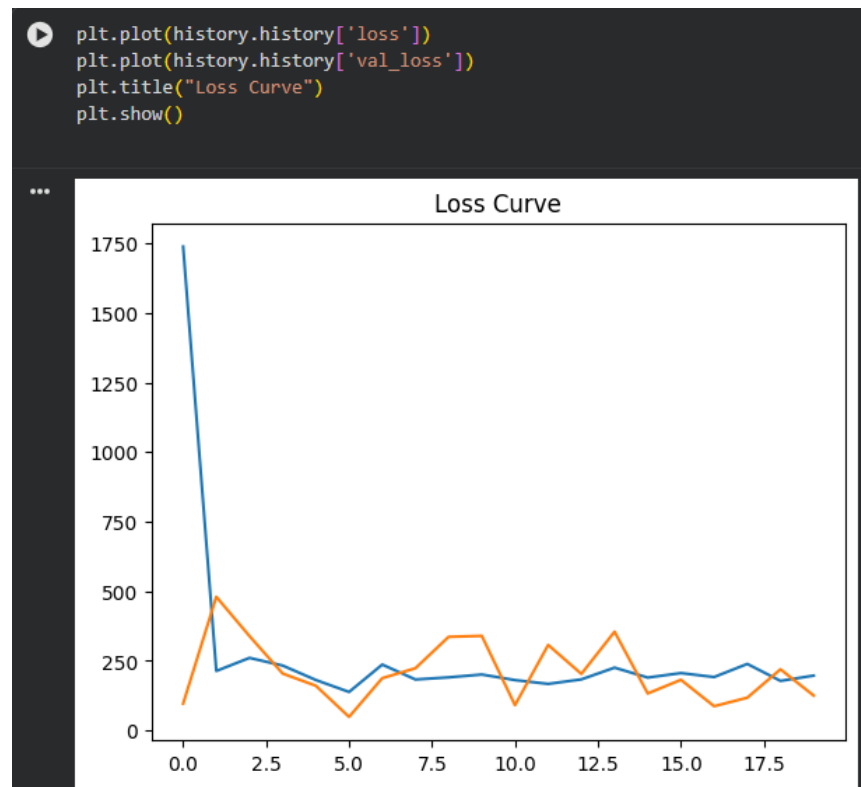 plt.plot(history.history['loss'])
plt.plot(history.history['val_loss'])
plt.title("Loss Curve")
plt.show()
Loss Curve
1750
1500
1250
1000
750
500
250
0
0.0 2.5 5.0 7.5 10.0 12.5 15.0 17.5